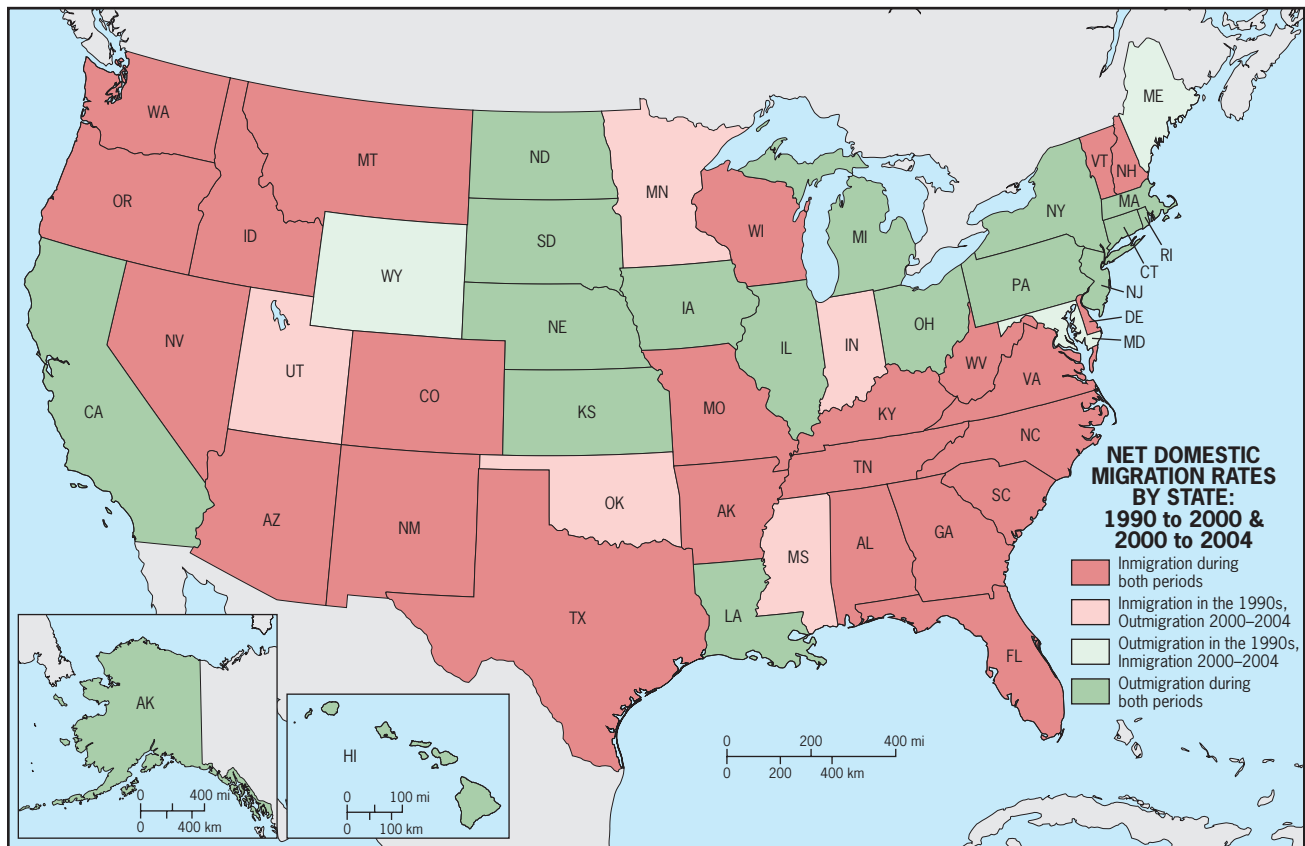 WA
MT
ND
MN
ME
VT
NH
OR
ID
SD
WI
MI
NY
MA
WY
RI
CT
NE
IA
PA
NJ
NV
UT
IL
IN
OH
DE
MD
CA
CO
KS
MO
KY
WV
VA
AZ
NM
OK
AK
TN
NC
SC
MS
AL
GA
TX
LA
FL
NET DOMESTIC
MIGRATION RATES
BY STATE:
1990 to 2000 &
2000 to 2004
Inmigration during
both periods
Inmigration in the 1990s,
Outmigration 2000–2004
Outmigration in the 1990s,
Inmigration 2000–2004
Outmigration during
both periods
AK
0 400 mi
0 400 km
HI
0 100 mi
0 100 km
0 200 400 mi
0 200 400 km